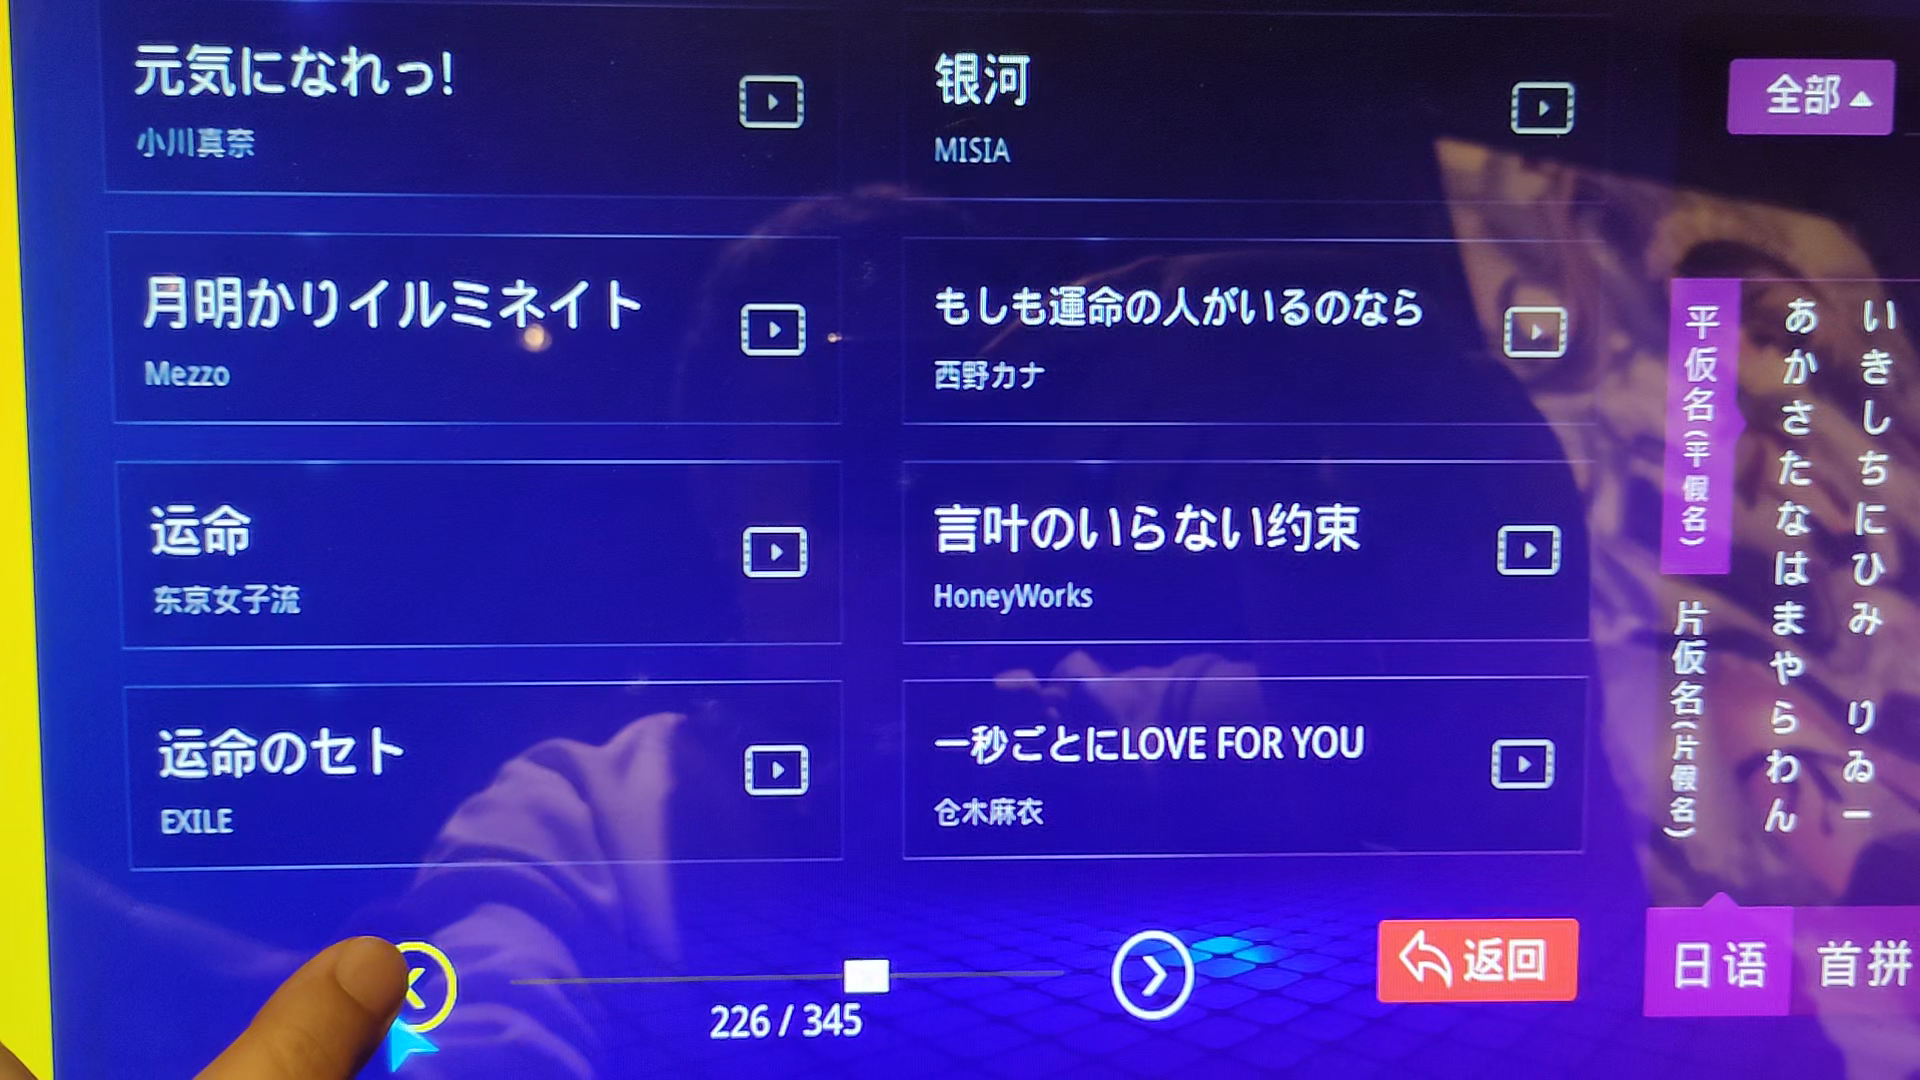 元気になれっ!
小川真奈
银河
MISIA
月明かりイルミネイト
Mezzo
もしも運命の人がいるのなら
西野カナ
运命
东京女子流
言叶のいらない约束
HoneyWorks
运命のセト
EXILE
一秒ごとにLOVE FOR YOU
仓木麻衣
226 / 345
返回
全部
平仮名(平假名)
片仮名(片假名)
あかさたなはまやらわん
いきしちにひみ りゐー
日语
首拼